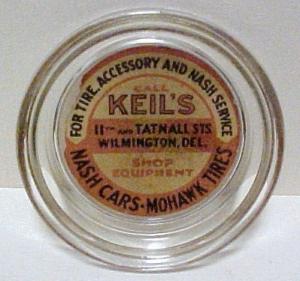 FOR TIRE, ACCESSORY AND NASH SERVICE
CALL
KEIL'S
11TH AND TATNALL STS.
WILMINGTON, DEL.
SHOP
EQUIPMENT
NASH CARS - MOHAWK TIRES